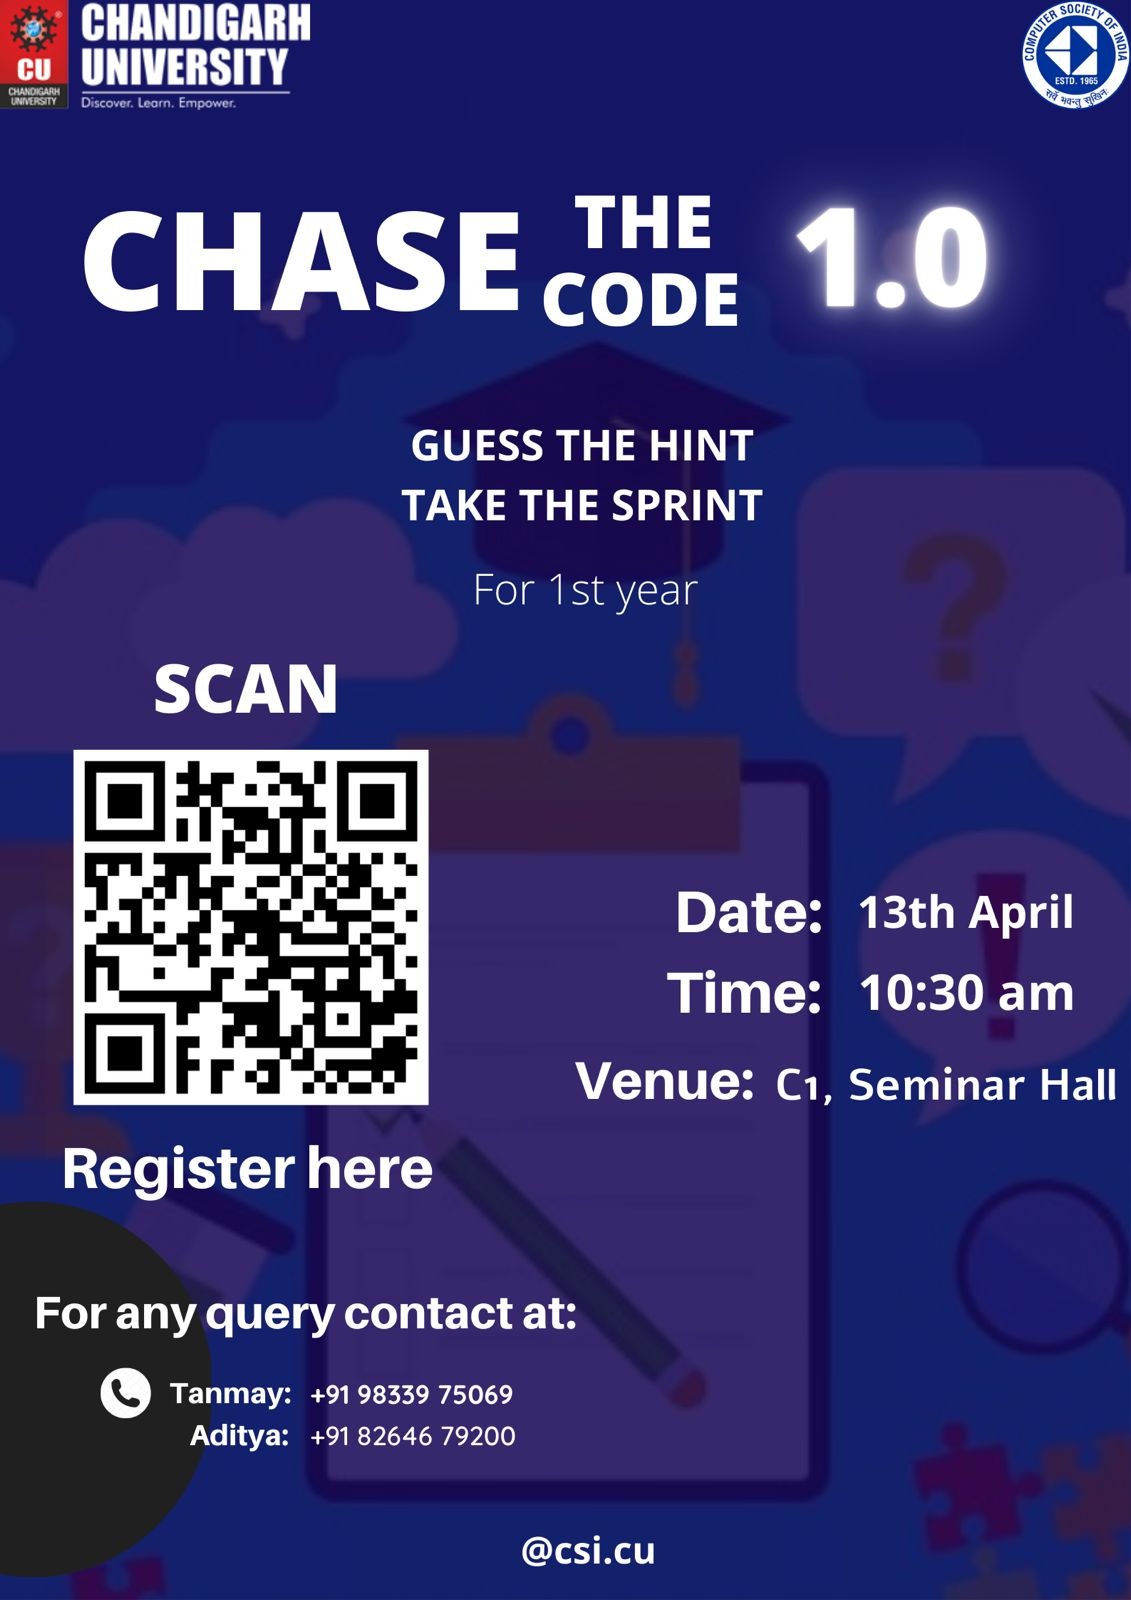 CHANDIGARH
UNIVERSITY
Discover. Learn. Empower.
CU
CHANDIGARH
UNIVERSITY
COMPUTER SOCIETY OF INDIA
ESTD. 1965
सर्वे भवन्तु सुखिनः
CHASE THE CODE 1.0
GUESS THE HINT
TAKE THE SPRINT
For 1st year
SCAN
Date: 13th April
Time: 10:30 am
Venue: C1, Seminar Hall
Register here
For any query contact at:
Tanmay: +91 98339 75069
Aditya: +91 82646 79200
@csi.cu